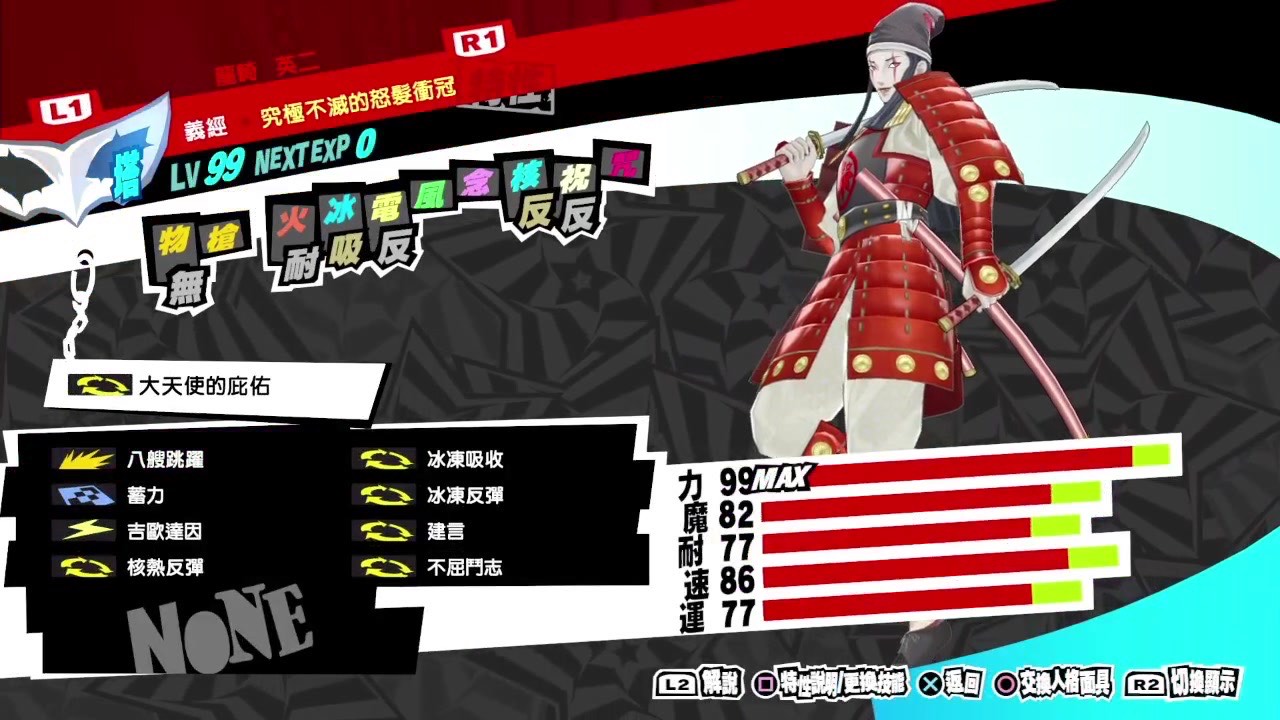 R1
L1
義經 究極不滅的怒髮衝冠
塔 LV 99 NEXT EXP 0
物 槍 火 冰 電 風 念 核 祝 咒
無 耐 吸 反 反 反
大天使的庇佑
八艘跳躍 冰凍吸收
蓄力 冰凍反彈
吉歐達因 建言
核熱反彈 不屈鬥志
NONE
力 99 MAX
魔 82
耐 77
速 86
運 77
L2 解說 特性說明/更換技能 返回 交換人格面具 R2 切換顯示